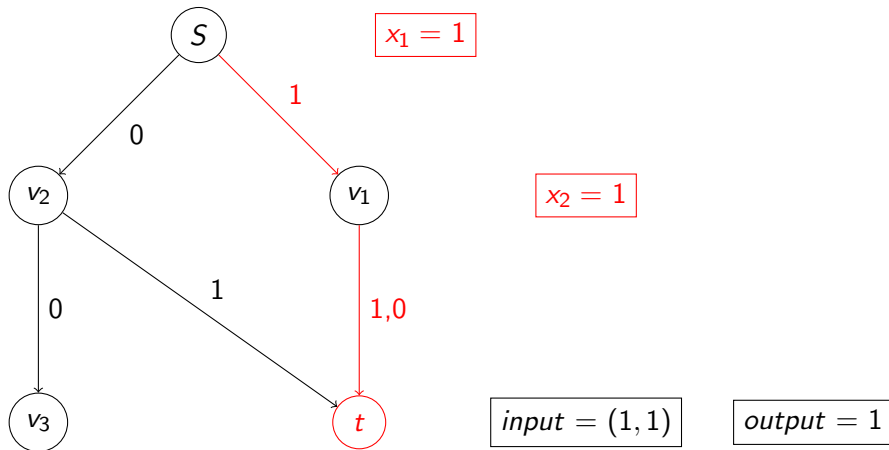 S
x₁ = 1
1
0
v₂
v₁
x₂ = 1
0
1
1,0
v₃
t
input = (1, 1)
output = 1